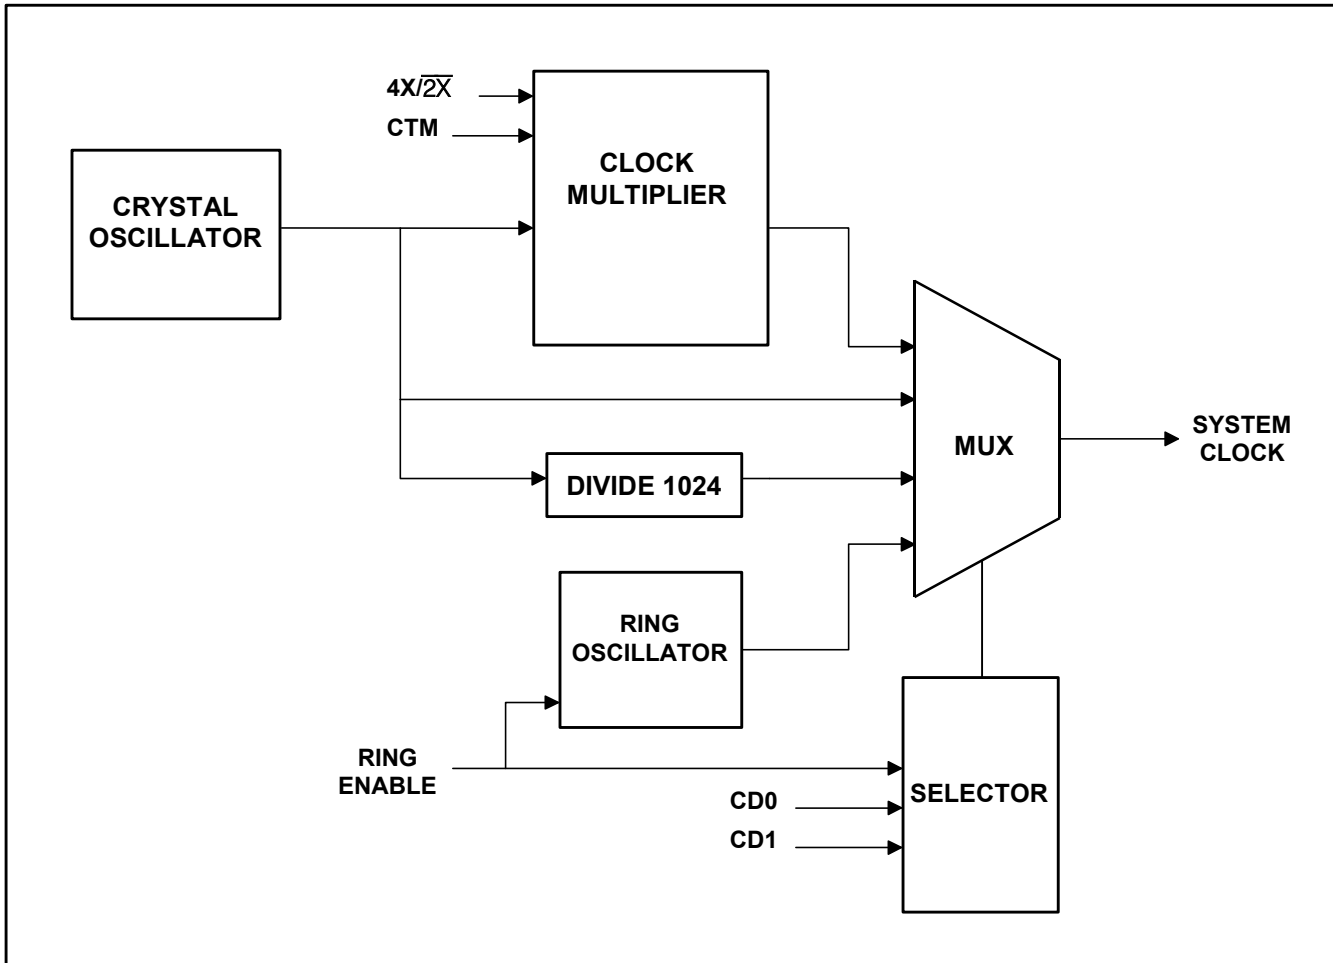 4X/2X
CTM
CLOCK
MULTIPLIER
CRYSTAL
OSCILLATOR
MUX
SYSTEM
CLOCK
DIVIDE 1024
RING
OSCILLATOR
RING
ENABLE
SELECTOR
CD0
CD1